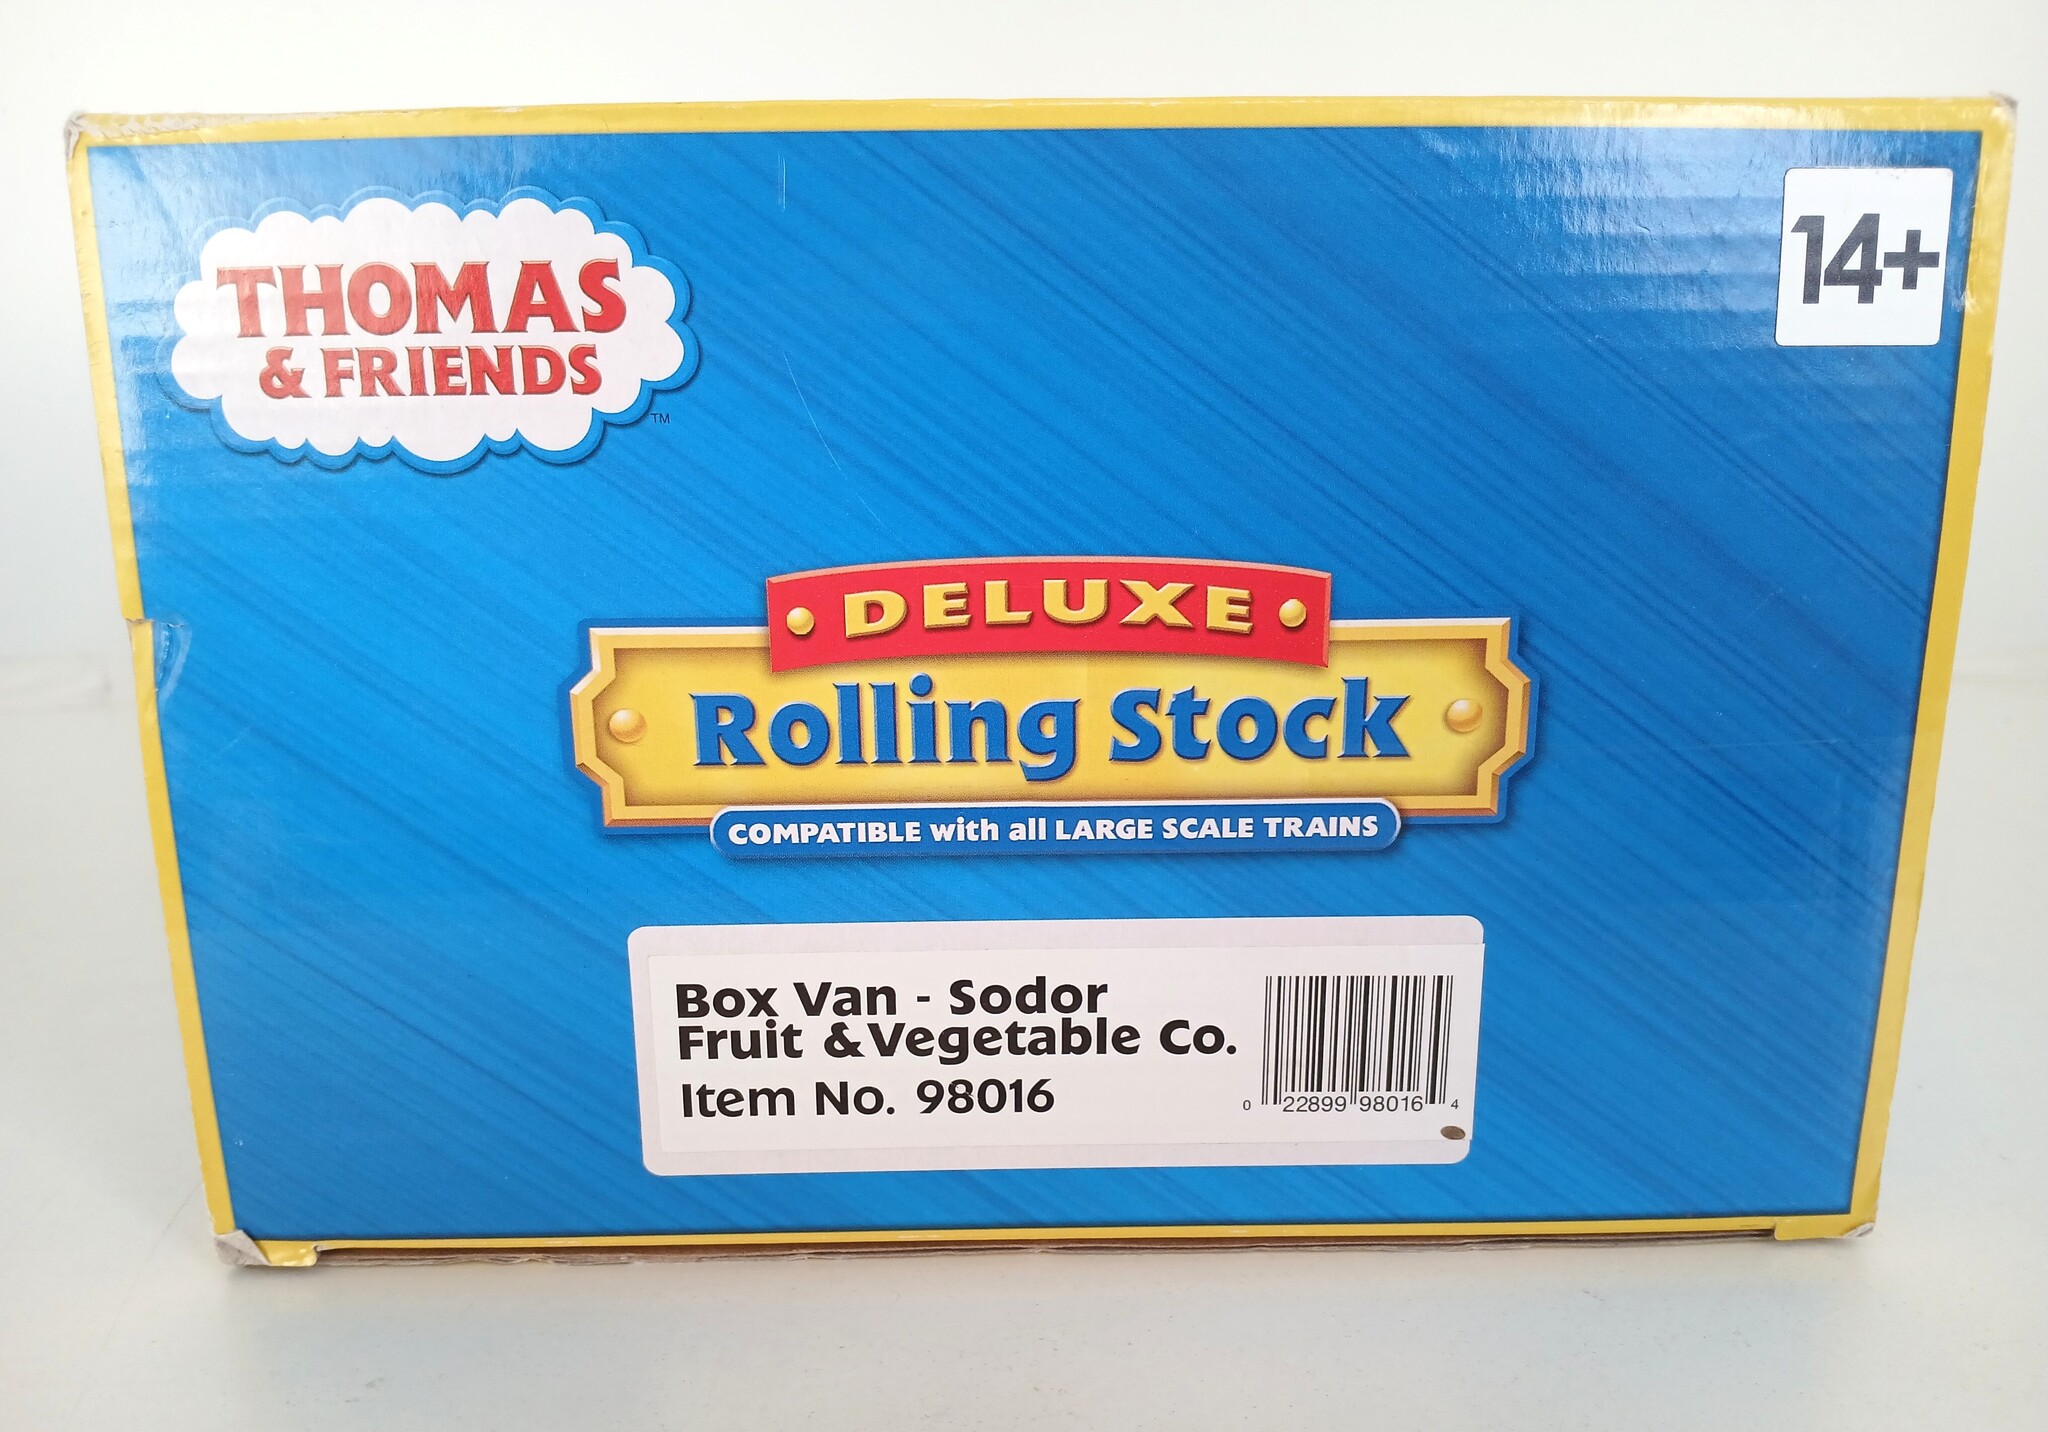 THOMAS
& FRIENDS
TM
14+
DELUXE
Rolling Stock
COMPATIBLE with all LARGE SCALE TRAINS
Box Van - Sodor
Fruit & Vegetable Co.
Item No. 98016
0 22899 98016 4